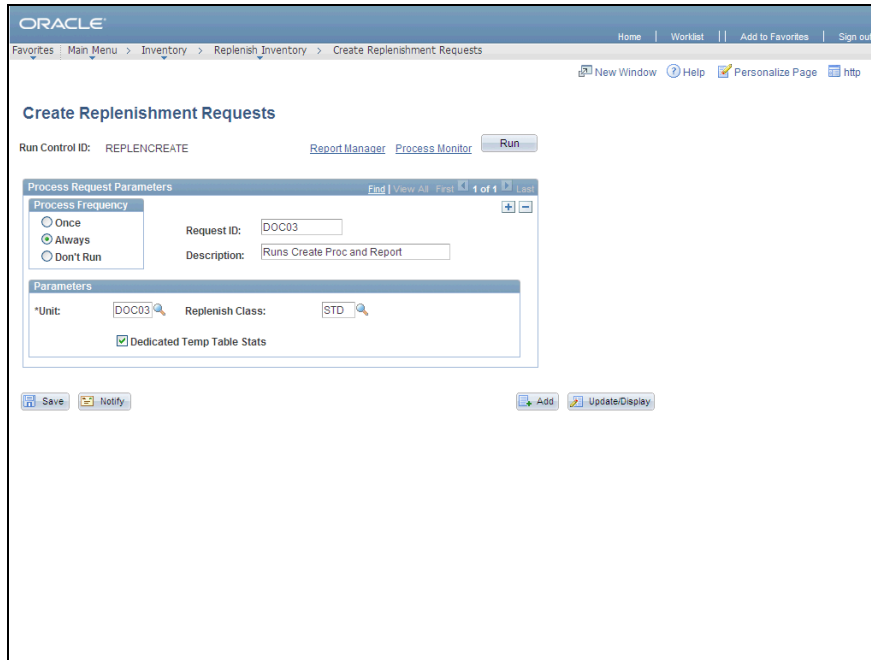 ORACLE
Home | Worklist || Add to Favorites | Sign out
Favorites | Main Menu > Inventory > Replenish Inventory > Create Replenishment Requests
New Window ? Help Personalize Page http
Create Replenishment Requests
Run Control ID: REPLENCREATE Report Manager Process Monitor Run
Process Request Parameters Find | View All First 1 of 1 Last
Process Frequency
Once
Always
Don't Run
Request ID: DOC03
Description: Runs Create Proc and Report
Parameters
*Unit: DOC03 Replenish Class: STD
Dedicated Temp Table Stats
Save Notify Add Update/Display